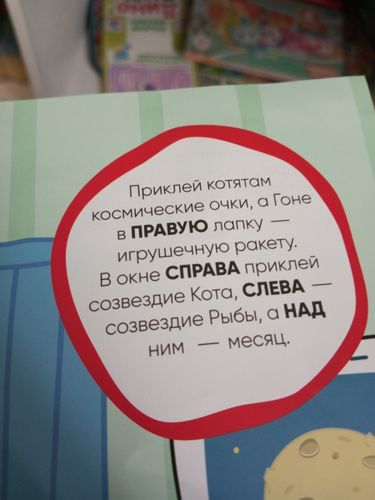 Приклей котятам
космические очки, а Гоне
в ПРАВУЮ лапку —
игрушечную ракету.
В окне СПРАВА приклей
созвездие Кота, СЛЕВА —
созвездие Рыбы, а НАД
ним — месяц.